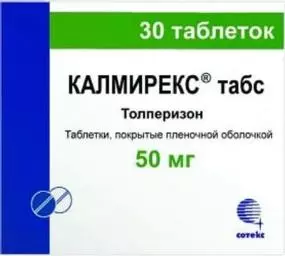 30 таблеток
КАЛМИРЕКС® табс
Толперизон
Таблетки, покрытые пленочной оболочкой
50 мг
сотекс